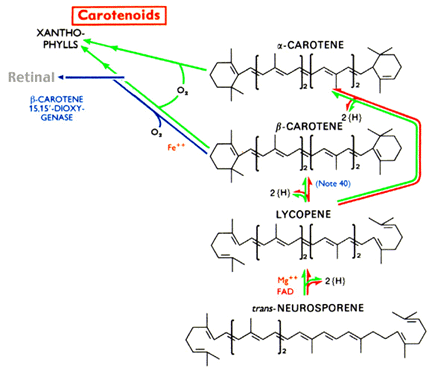 Carotenoids
XANTHO-
PHYLLS
α-CAROTENE
Retinal
O₂
2
2
β-CAROTENE
15,15'-DIOXY-
GENASE
2 (H)
O₂
β-CAROTENE
Fe⁺⁺
2
2
2 (H)
(Note 40)
LYCOPENE
2
2
Mg⁺⁺
FAD
2 (H)
trans-NEUROSPORENE
2